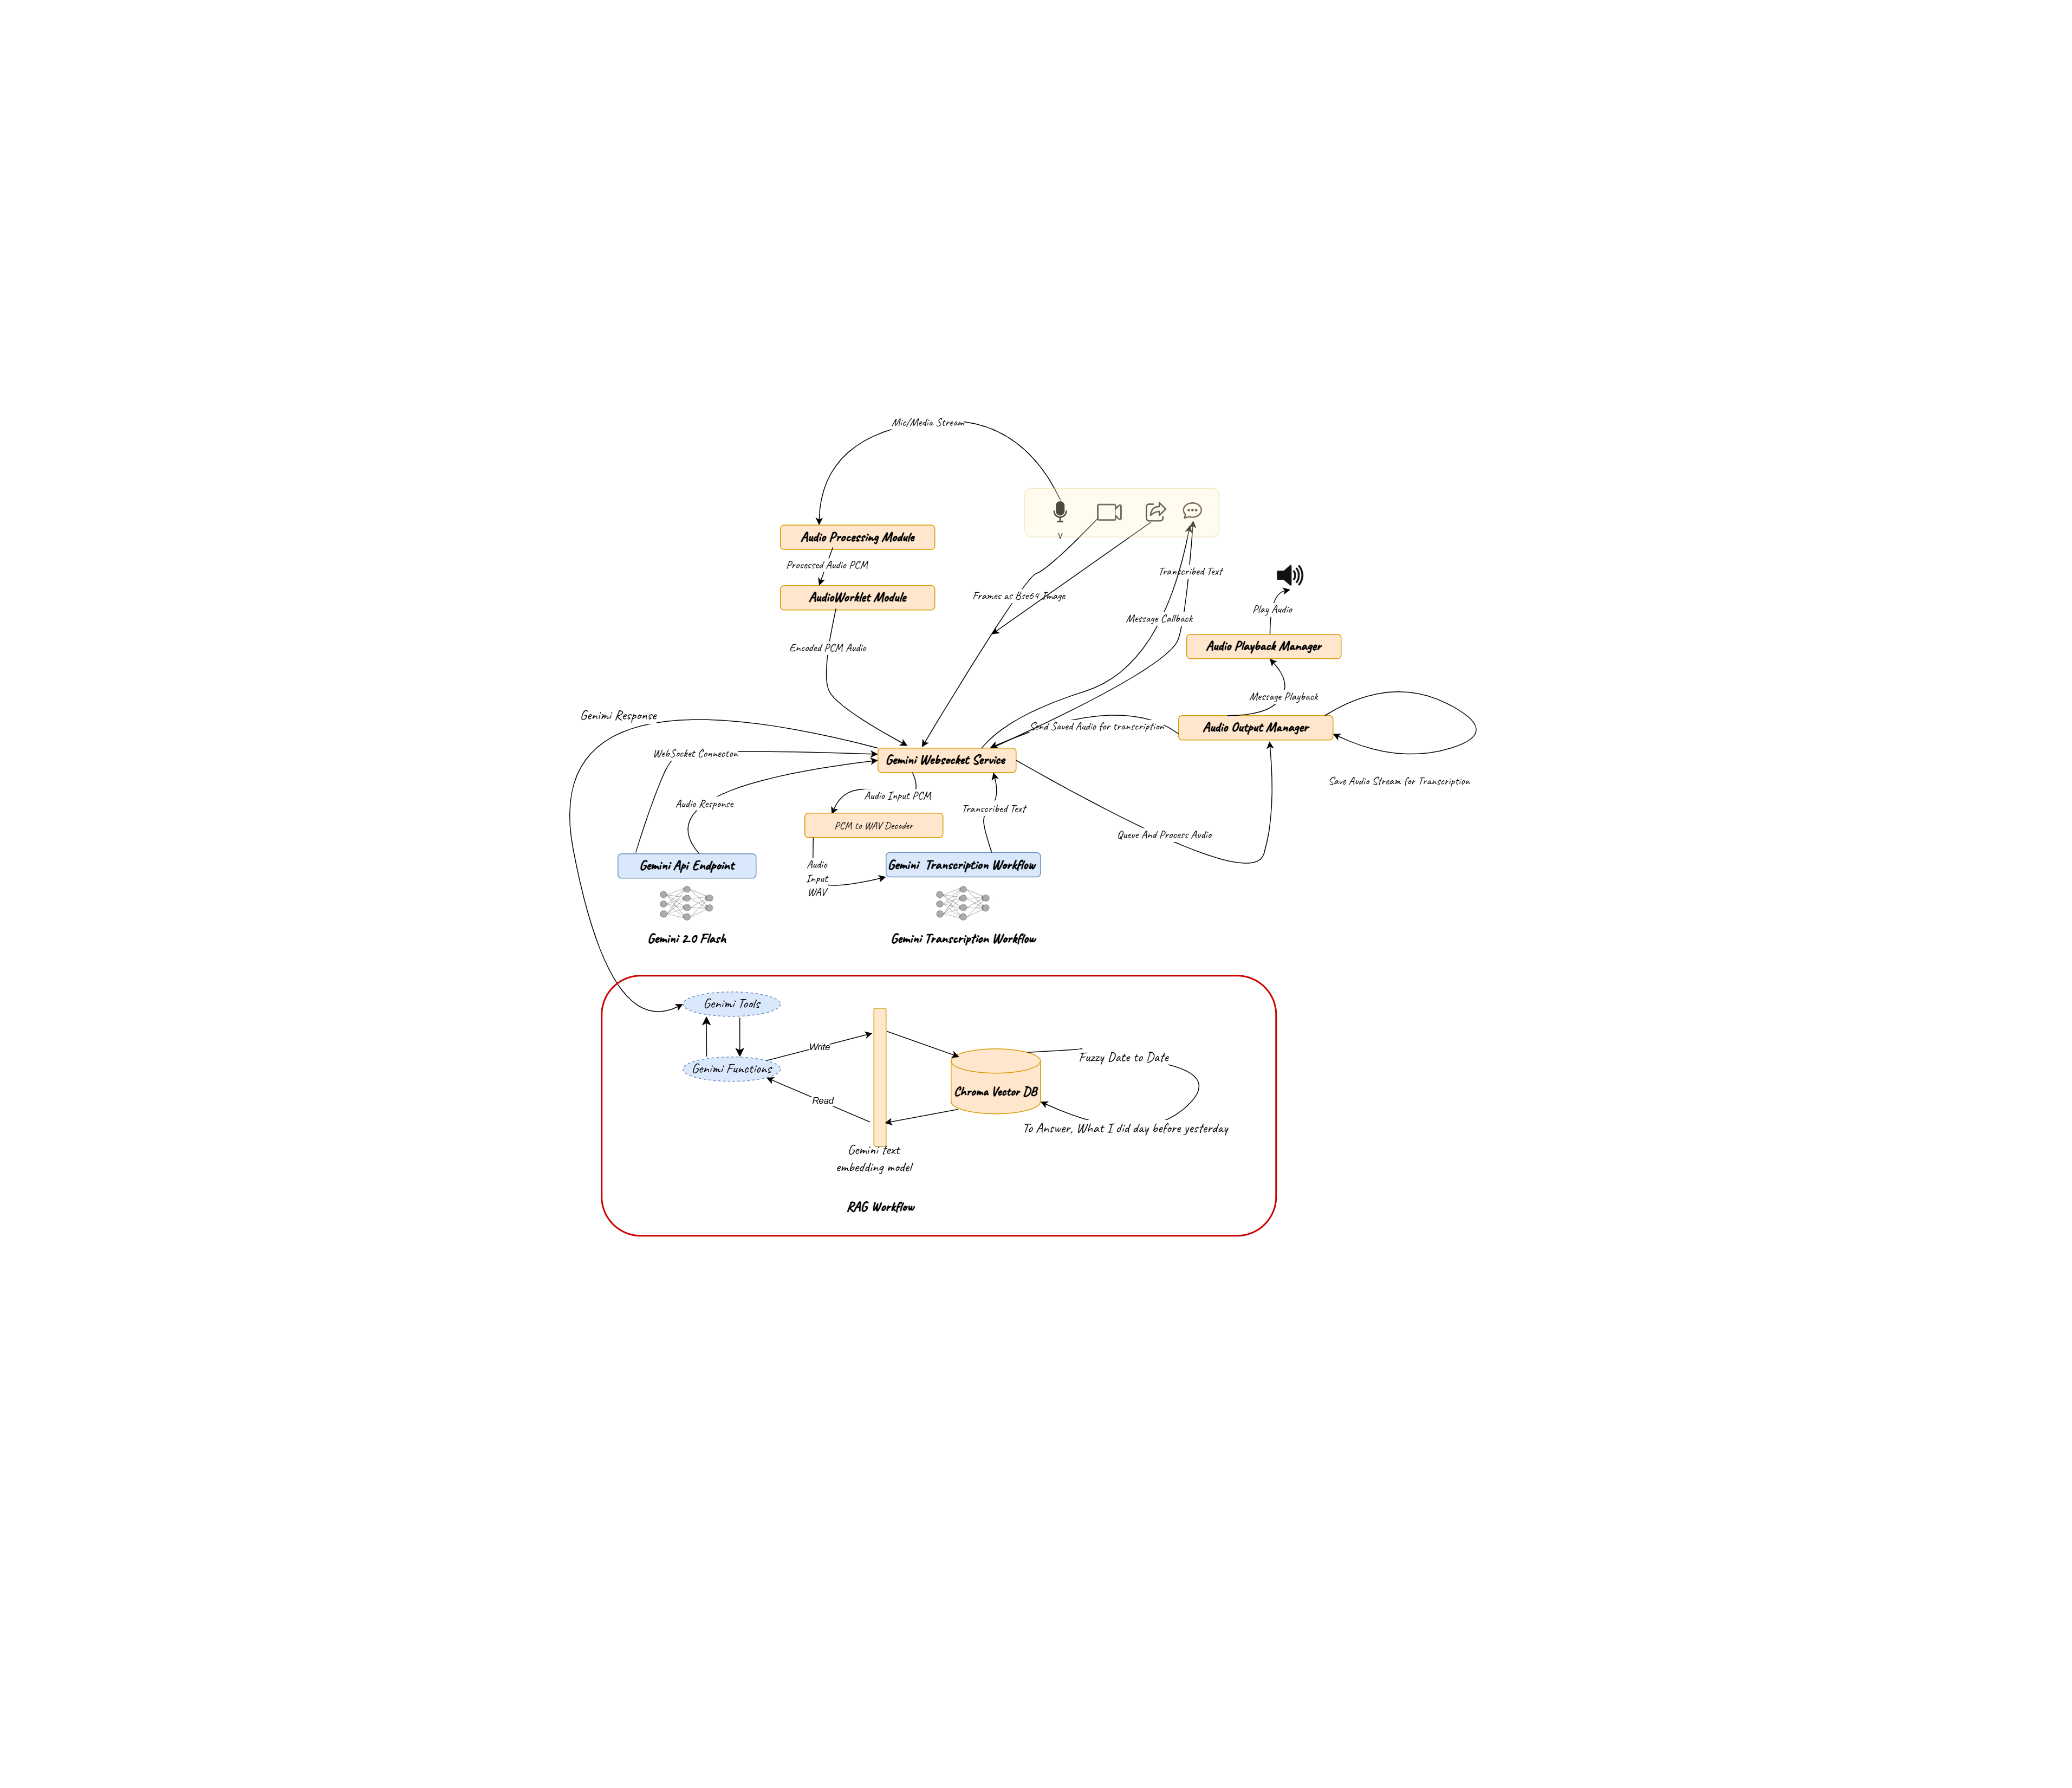 Mic/Media Stream
V
Audio Processing Module
Processed Audio PCM
Transcribed Text
AudioWorklet Module
Frames as Bse64 Image
Play Audio
Message Callback
Encoded PCM Audio
Audio Playback Manager
Message Playback
Genimi Response
Send Saved Audio for transcription
Audio Output Manager
WebSocket Connecton
Gemini Websocket Service
Save Audio Stream for Transcription
Audio Response
Audio Input PCM
Transcribed Text
PCM to WAV Decoder
Queue And Process Audio
Gemini Api Endpoint
Audio
Input
WAV
Gemini Transcription Workflow
Gemini 2.0 Flash
Gemini Transcription Workflow
Genimi Tools
Write
Fuzzy Date to Date
Genimi Functions
Chroma Vector DB
Read
To Answer, What I did day before yesterday
Gemini text
embedding model
RAG Workflow